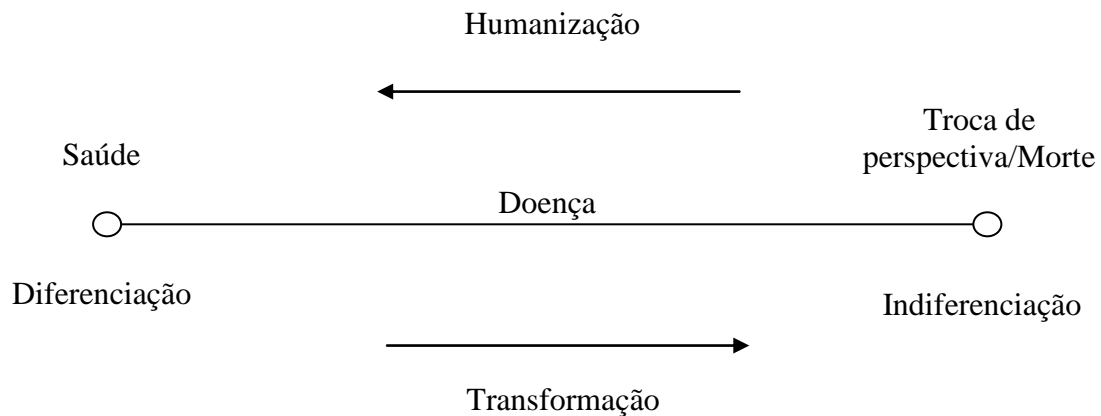 Humanização
Troca de
perspectiva/Morte
Saúde
Doença
Diferenciação
Indiferenciação
Transformação